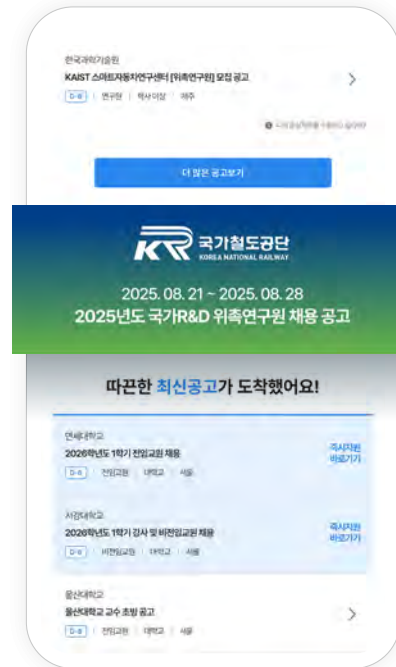 한국과학기술원
KAIST 스마트자동차연구센터 [위촉연구원] 모집 공고
D-8 연구원 학사 이상 제주
더 많은 공고보기
KR 국가철도공단
KOREA NATIONAL RAILWAY
2025. 08. 21 ~ 2025. 08. 28
2025년도 국가R&D 위촉연구원 채용 공고
따끈한 최신공고가 도착했어요!
연세대학교
2026학년도 1학기 전임교원 채용
D-8 전임교원 대학교 서울
즉시지원
바로가기
서강대학교
2026학년도 1학기 강사 및 비전임교원 채용
D-8 비전임교원 대학교 서울
즉시지원
바로가기
울산대학교
울산대학교 교수 초빙 공고
D-8 전임교원 대학교 서울